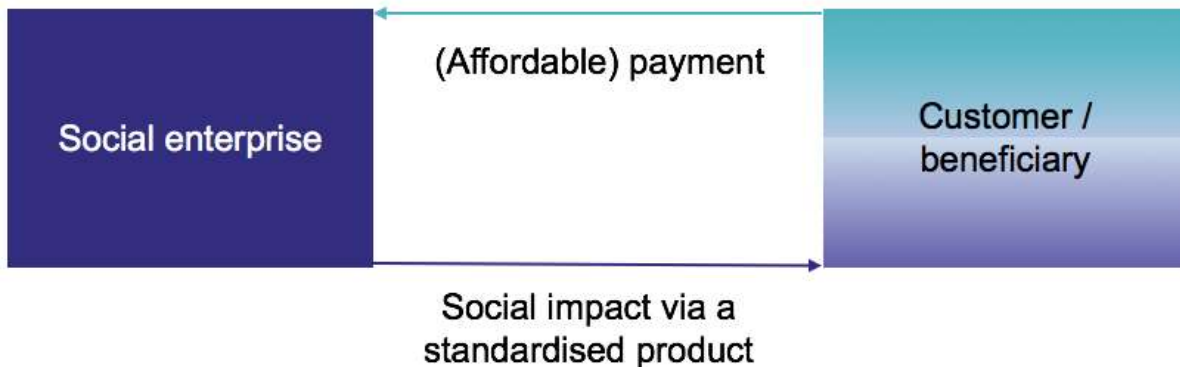 (Affordable) payment
Social enterprise
Customer /
beneficiary
Social impact via a
standardised product